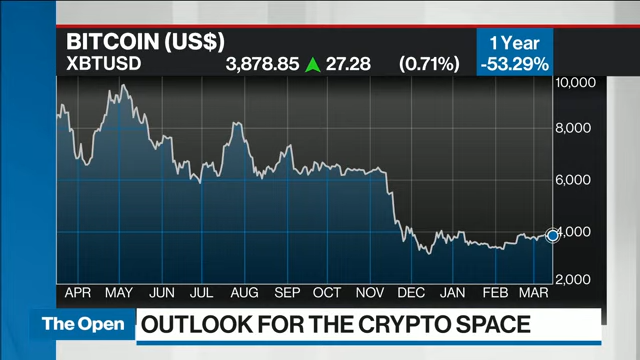 BITCOIN (US$)
XBTUSD 3,878.85 ▲ 27.28 (0.71%)
1 Year
-53.29%
10,000
8,000
6,000
4,000
2,000
APR MAY JUN JUL AUG SEP OCT NOV DEC JAN FEB MAR
The Open
OUTLOOK FOR THE CRYPTO SPACE